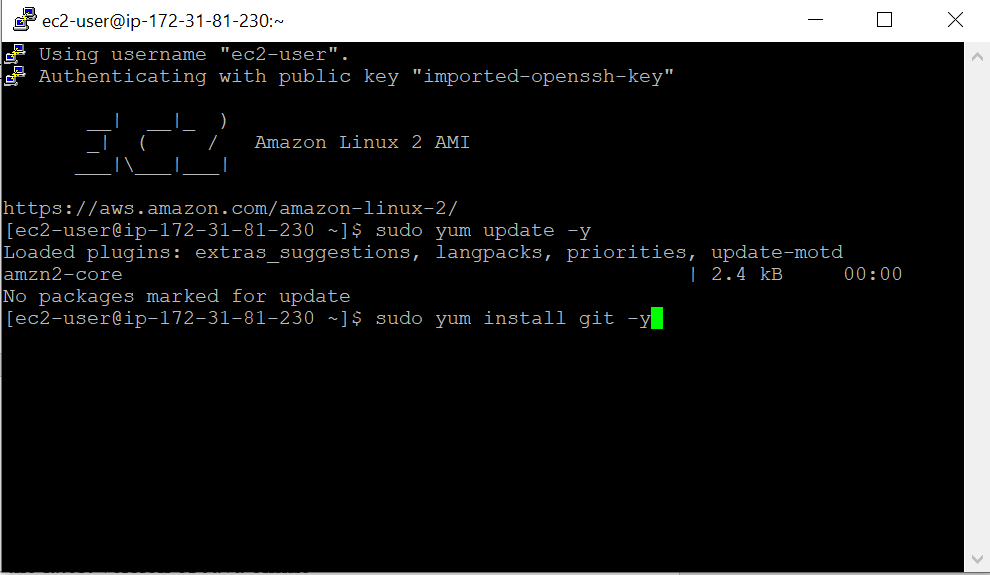 ec2-user@ip-172-31-81-230:~
Using username "ec2-user".
Authenticating with public key "imported-openssh-key"
__|  __|_  )
_|  (     /   Amazon Linux 2 AMI
___|\___|___|
https://aws.amazon.com/amazon-linux-2/
[ec2-user@ip-172-31-81-230 ~]$ sudo yum update -y
Loaded plugins: extras_suggestions, langpacks, priorities, update-motd
amzn2-core                                               | 2.4 kB     00:00
No packages marked for update
[ec2-user@ip-172-31-81-230 ~]$ sudo yum install git -y